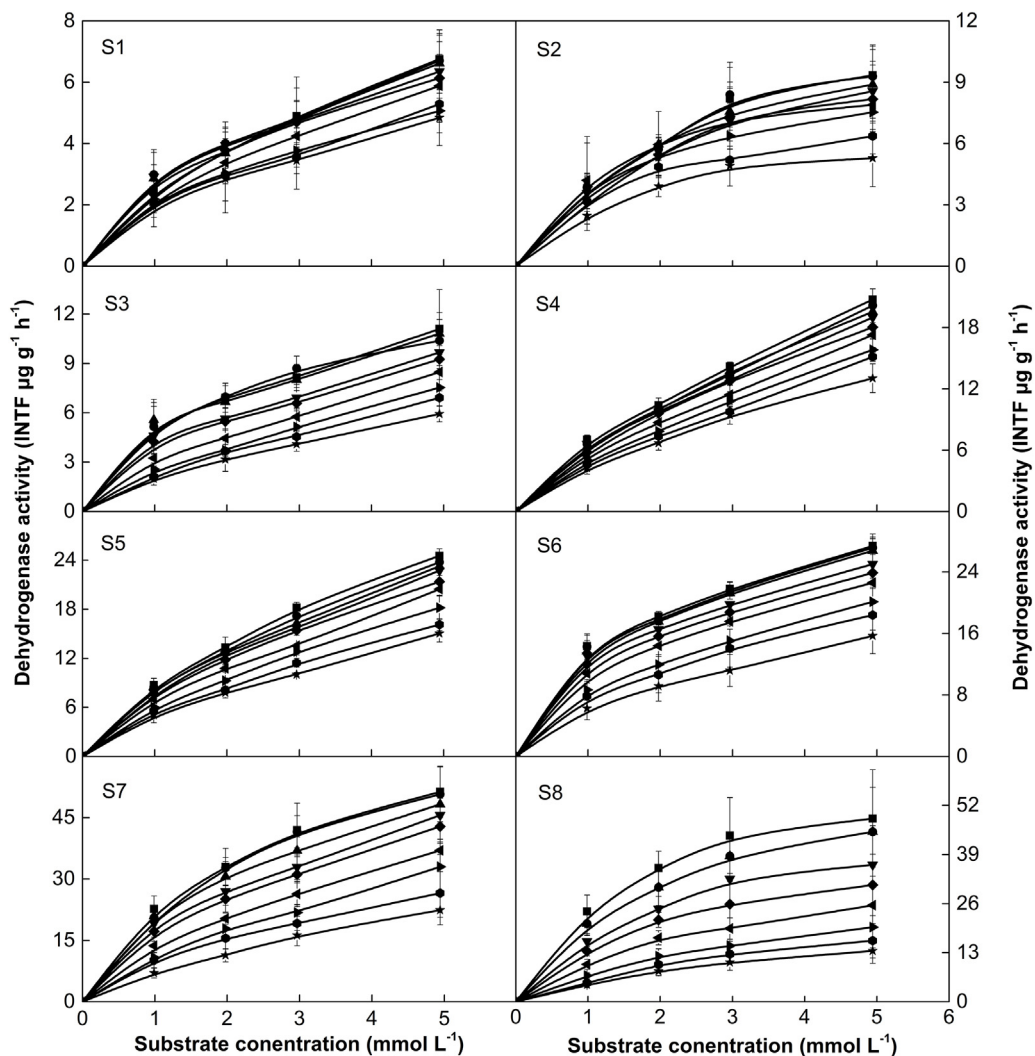 8
6
4
2
0
S1
12
9
6
3
0
S2
12
9
6
3
0
S3
18
12
6
0
S4
24
18
12
6
0
S5
24
16
8
0
S6
45
30
15
0
S7
52
39
26
13
0
S8
0 1 2 3 4 5
0 1 2 3 4 5 6
Dehydrogenase activity (INTF µg g-1 h-1)
Dehydrogenase activity (INTF µg g-1 h-1)
Substrate conentration (mmol L-1)
Substrate conentration (mmol L-1)